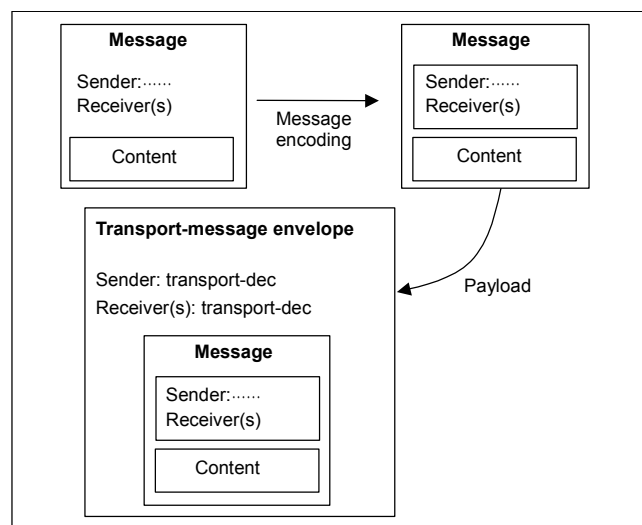 Message
Sender:······
Receiver(s)
Content
Message
encoding
Message
Sender:······
Receiver(s)
Content
Payload
Transport-message envelope
Sender: transport-dec
Receiver(s): transport-dec
Message
Sender:······
Receiver(s)
Content